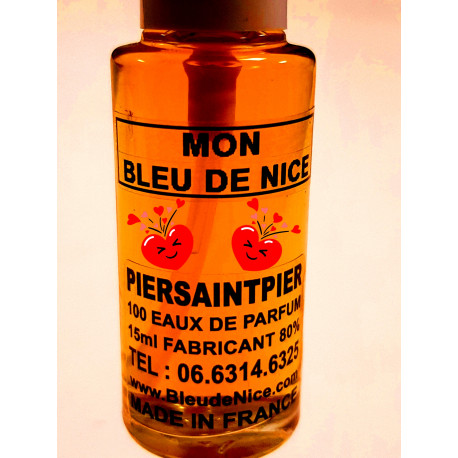 MON
BLEU DE NICE
PIERSAINTPIER
100 EAUX DE PARFUM
15ml FABRICANT 80%
TEL : 06.6314.6325
www.BleudeNice.com
MADE IN FRANCE